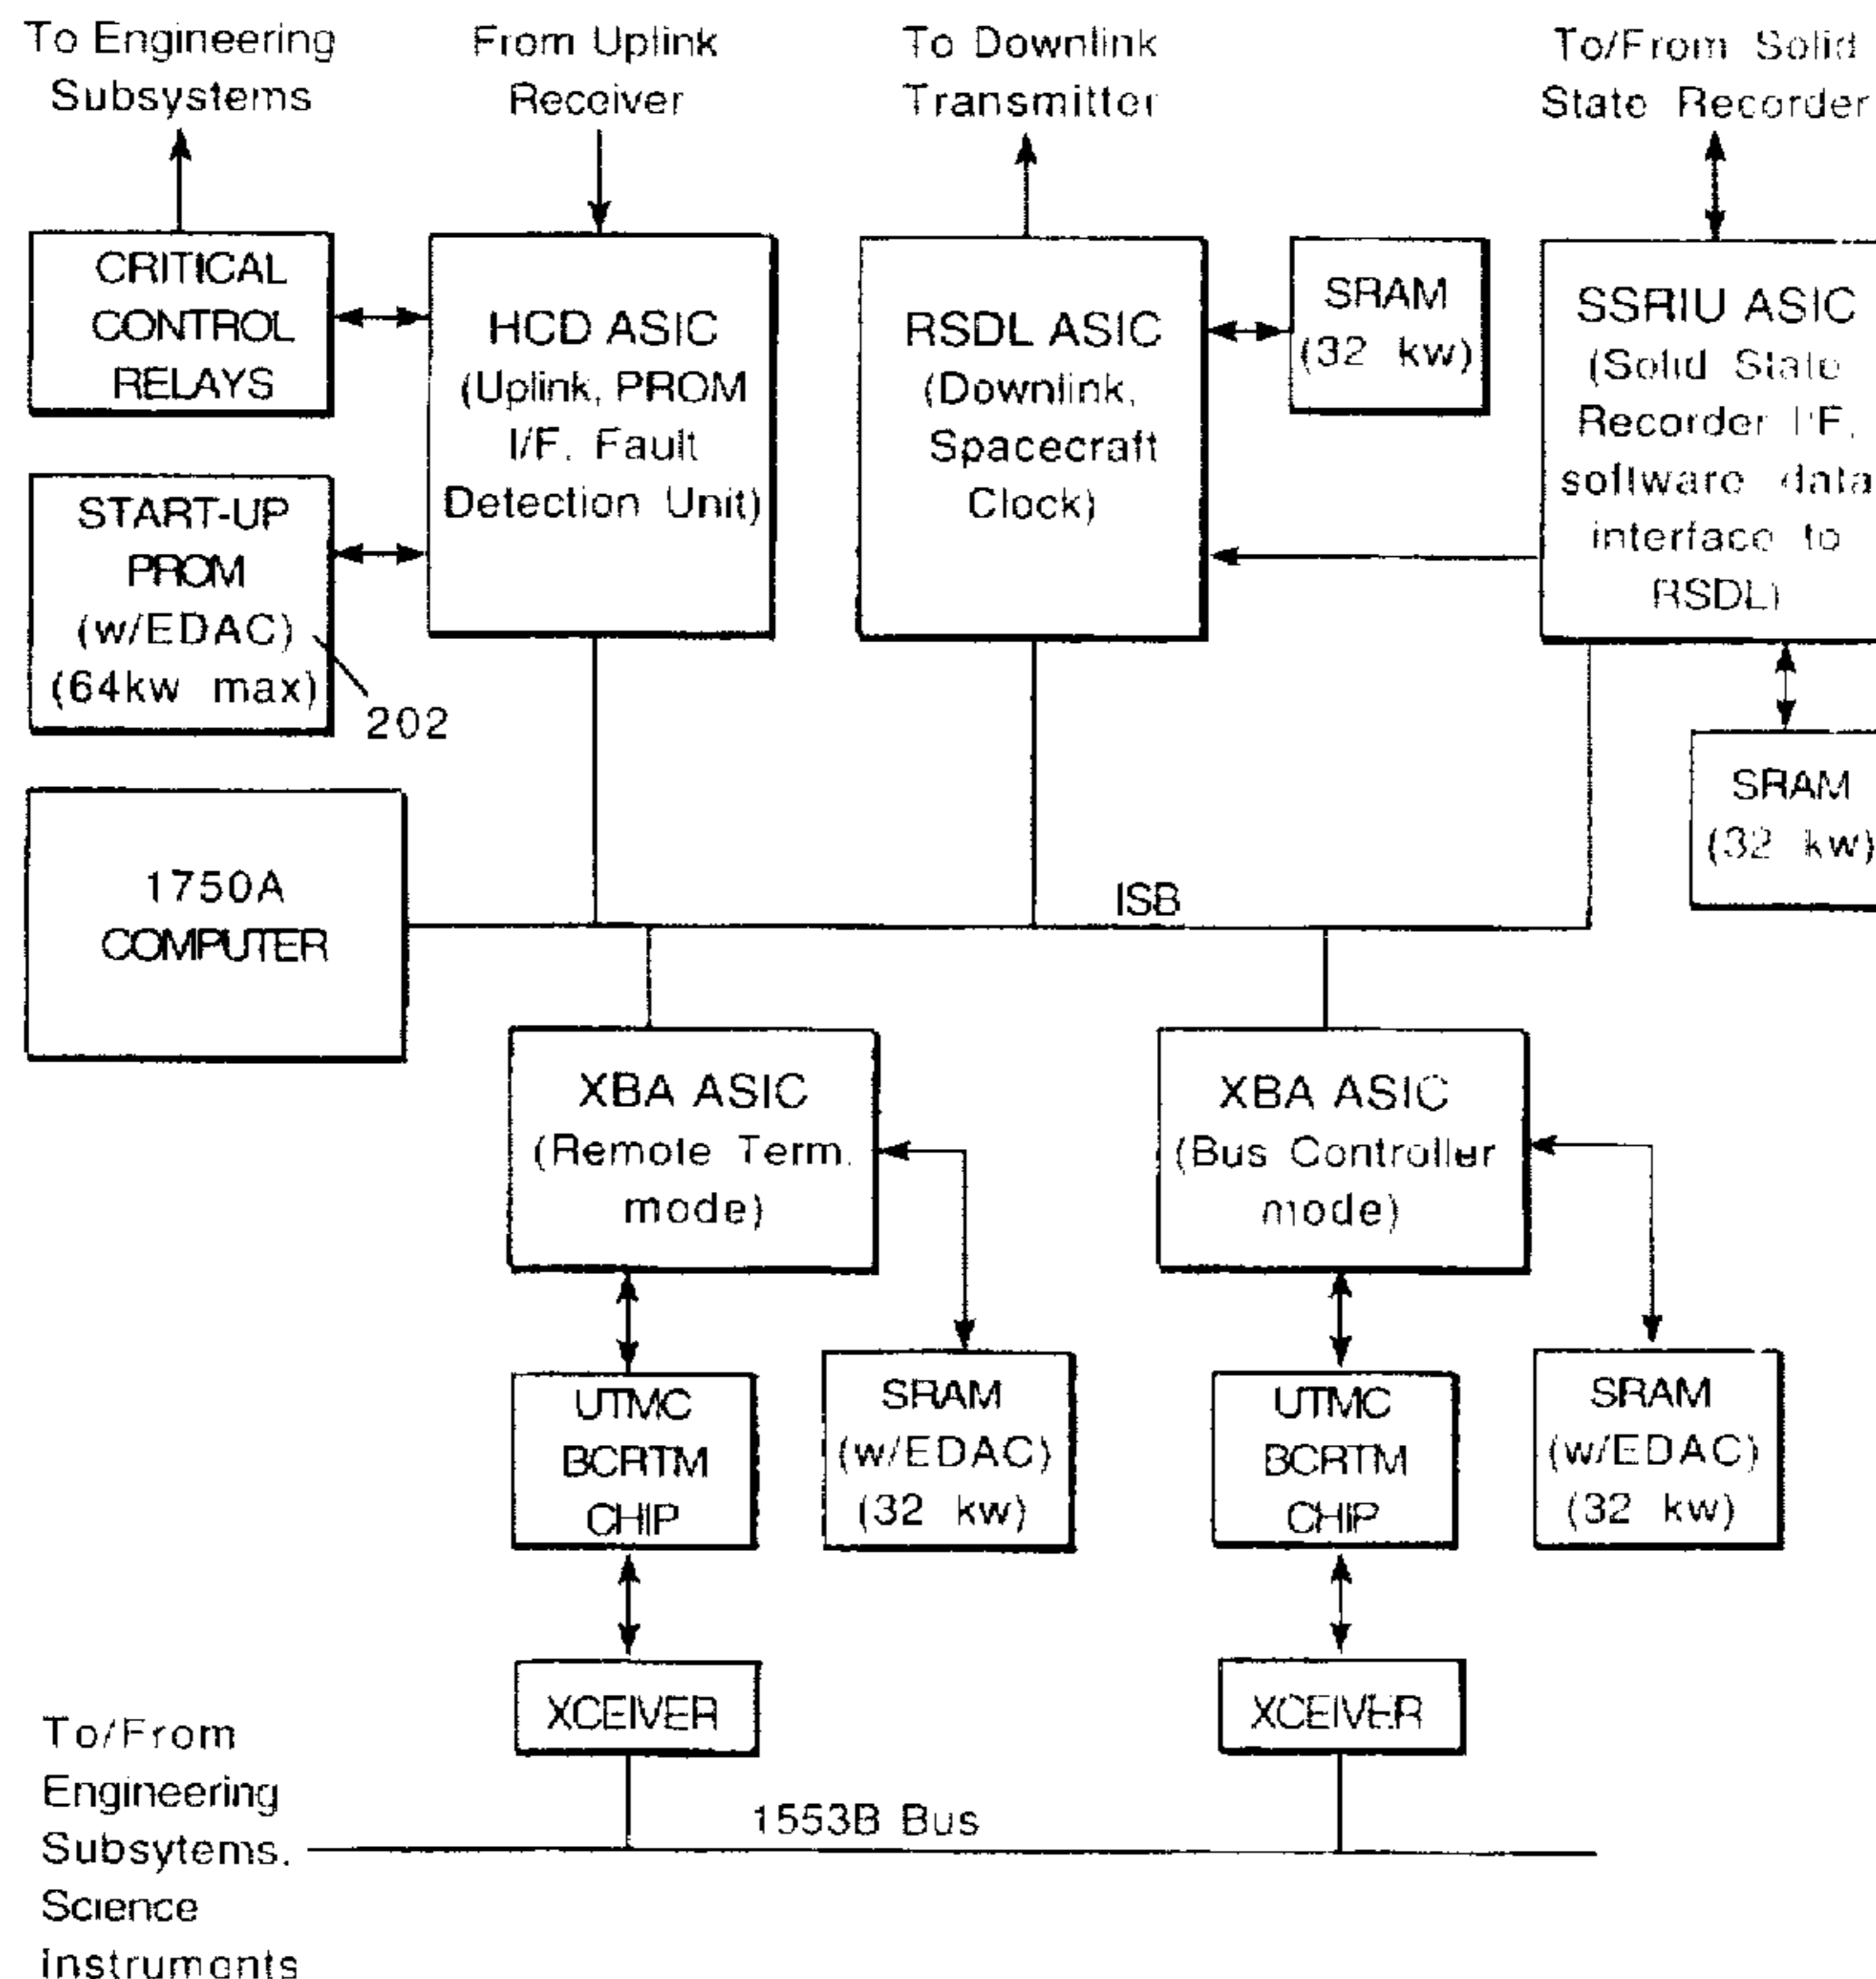 To Engineering
Subsystems
From Uplink
Receiver
To Downlink
Transmitter
To/From Solid
State Recorder
CRITICAL
CONTROL
RELAYS
HCD ASIC
(Uplink, PROM
I/F, Fault
Detection Unit)
RSDL ASIC
(Downlink,
Spacecraft
Clock)
SRAM
(32 kw)
SSRIU ASIC
(Solid State
Recorder I/F,
software data
interface to
RSDL)
START-UP
PROM
(w/EDAC)
(64kw max)
202
SRAM
(32 kw)
1750A
COMPUTER
ISB
XBA ASIC
(Remote Term.
mode)
XBA ASIC
(Bus Controller
mode)
UTMC
BCRTM
CHIP
SRAM
(w/EDAC)
(32 kw)
UTMC
BCRTM
CHIP
SRAM
(w/EDAC)
(32 kw)
XCEIVER
XCEIVER
To/From
Engineering
Subsytems,
Science
Instruments
1553B Bus